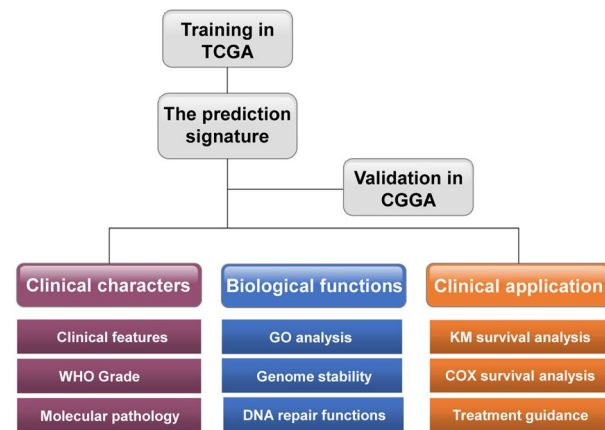 Training in
TCGA
The prediction
signature
Validation in
CGGA
Clinical characters
Biological functions
Clinical application
Clinical features
GO analysis
KM survival analysis
WHO Grade
Genome stability
COX survival analysis
Molecular pathology
DNA repair functions
Treatment guidance